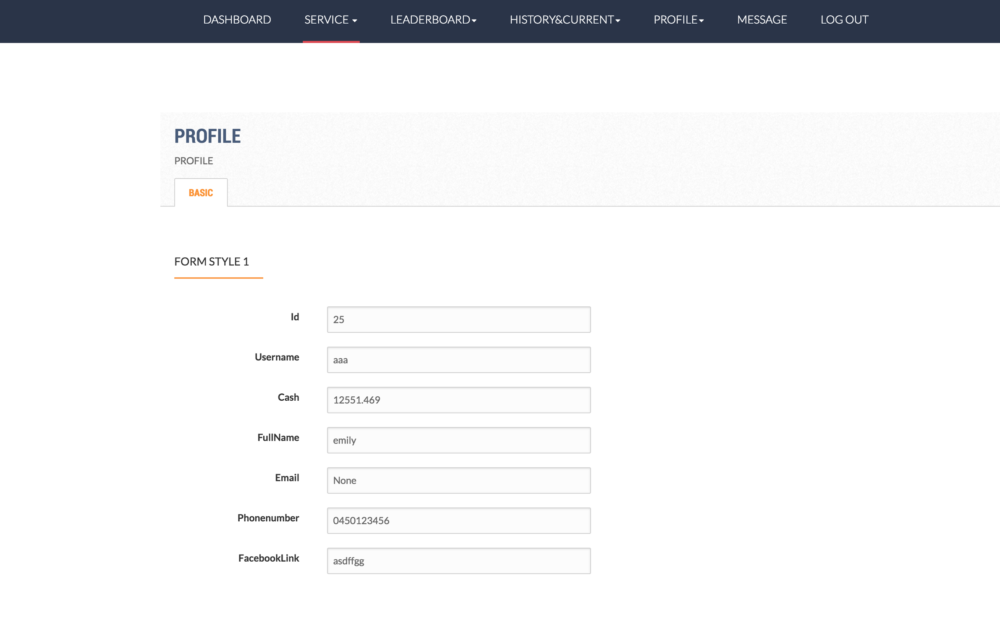 DASHBOARD SERVICE LEADERBOARD HISTORY&CURRENT PROFILE MESSAGE LOG OUT
PROFILE
PROFILE
BASIC
FORM STYLE 1
Id 25
Username aaa
Cash 12551.469
FullName emily
Email None
Phonenumber 0450123456
FacebookLink asdffgg